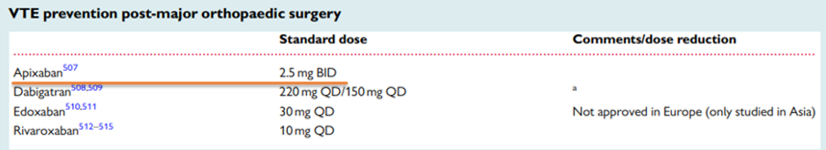 VTE prevention post-major orthopaedic surgery
Standard dose Comments/dose reduction
Apixaban507 2.5 mg BID
Dabigatran508,509 220 mg QD/150 mg QD a
Edoxaban510,511 30 mg QD Not approved in Europe (only studied in Asia)
Rivaroxaban512–515 10 mg QD